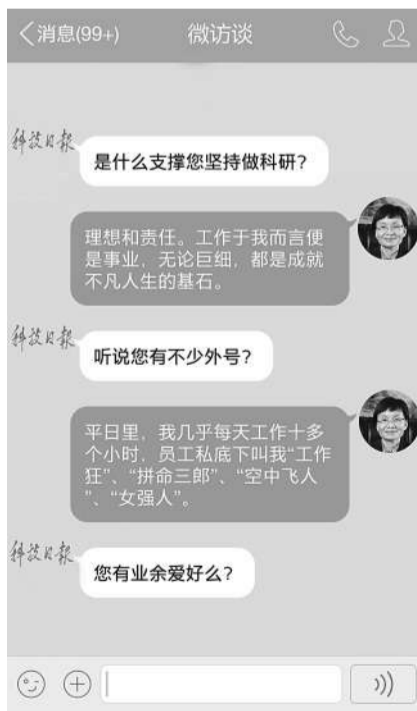 消息(99+)
微访谈
科技日报
是什么支撑您坚持做科研?
理想和责任。工作于我而言便
是事业，无论巨细，都是成就
不凡人生的基石。
科技日报
听说您有不少外号?
平日里，我几乎每天工作十多
个小时，员工私底下叫我“工作
狂”、“拼命三郎”、“空中飞人
”、“女强人”。
科技日报
您有业余爱好么?